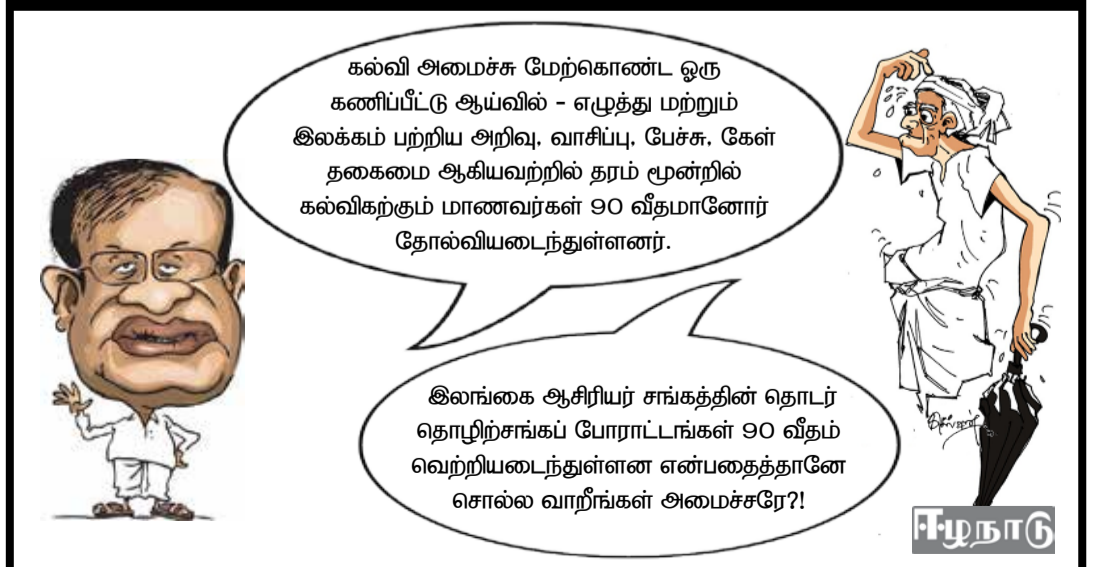 கல்வி அமைச்சு மேற்கொண்ட ஒரு
கணிப்பீட்டு ஆய்வில் - எழுத்து மற்றும்
இலக்கம் பற்றிய அறிவு, வாசிப்பு, பேச்சு, கேள்
தகைமை ஆகியவற்றில் தரம் மூன்றில்
கல்விகற்கும் மாணவர்கள் 90 வீதமானோர்
தோல்வியடைந்துள்ளனர்.
இலங்கை ஆசிரியர் சங்கத்தின் தொடர்
தொழிற்சங்கப் போராட்டங்கள் 90 வீதம்
வெற்றியடைந்துள்ளன என்பதைத்தானே
சொல்ல வாறீங்கள் அமைச்சரே?!
ஈழநாடு